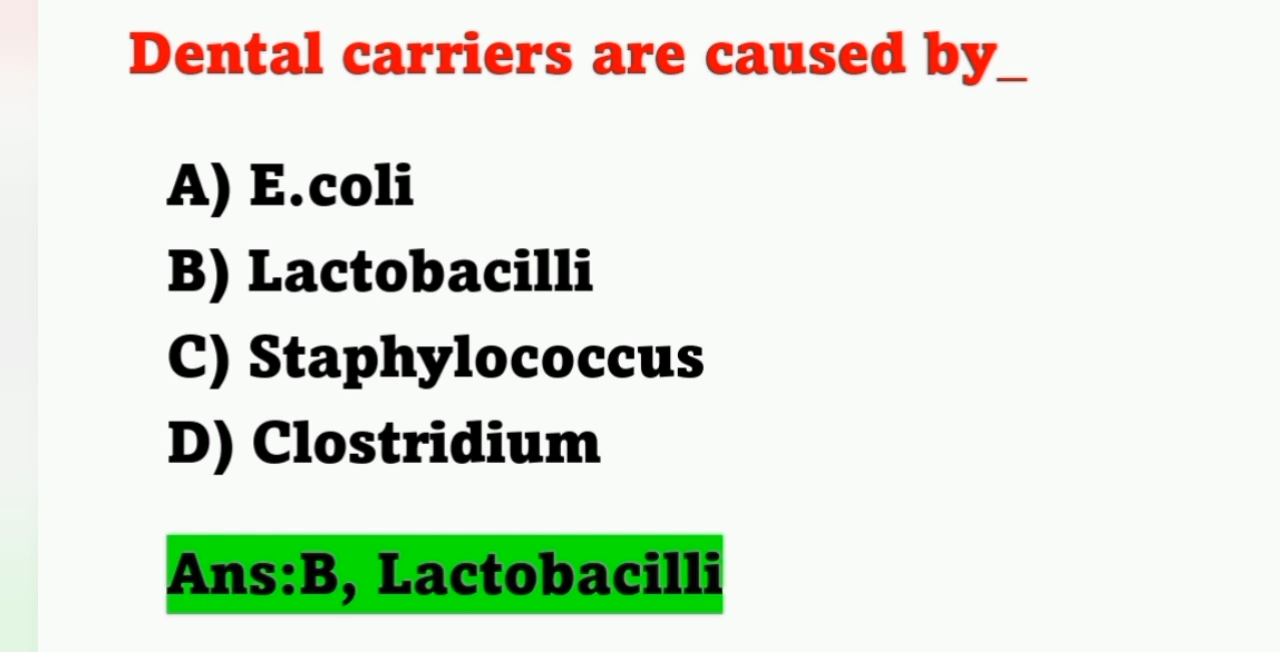 Dental carriers are caused by_
A) E.coli
B) Lactobacilli
C) Staphylococcus
D) Clostridium
Ans:B, Lactobacilli